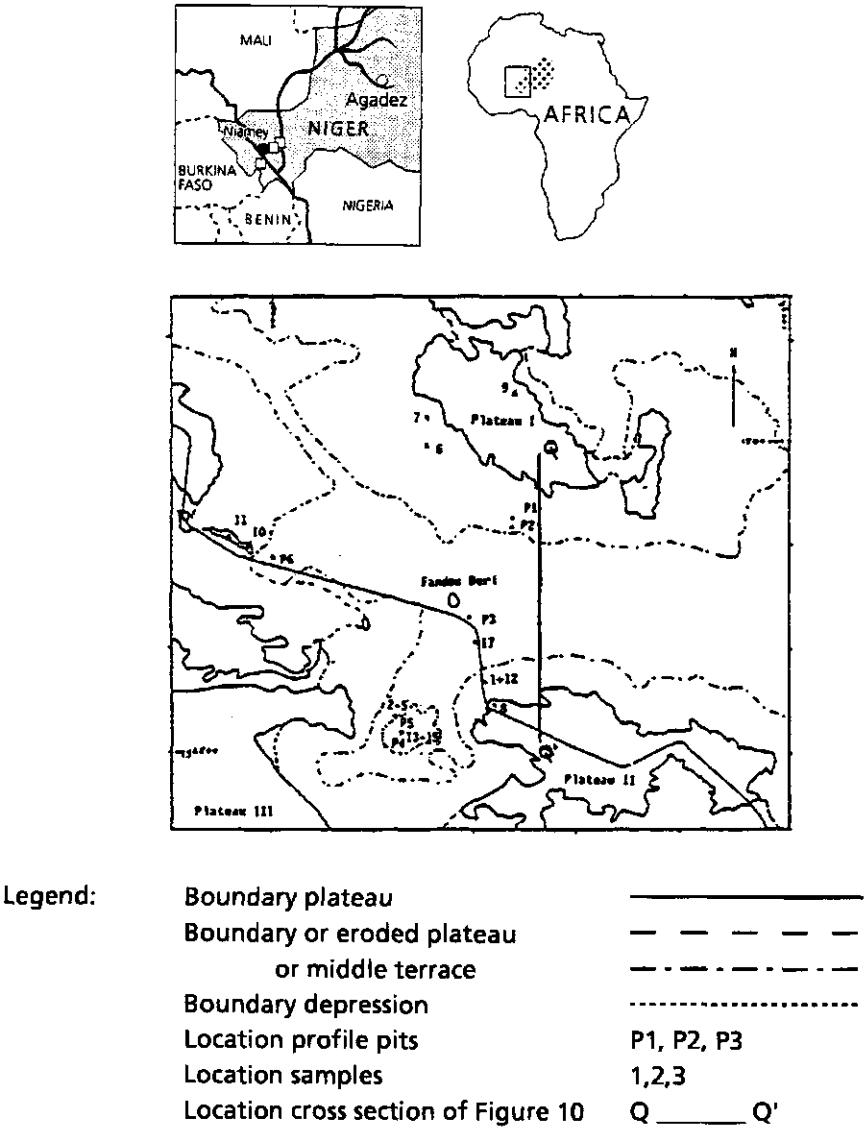 MALI
Agadez
Niamey
NIGER
BURKINA
FASO
BENIN
NIGERIA
AFRICA
N
9
Plateau I
7
6
Q
P1
P2
11
10
P6
Fandou Beri
P3
17
1+12
2-5
8
P5
P4 13-15
Q'
Plateau II
Plateau III
Legend:
Boundary plateau
Boundary or eroded plateau
or middle terrace
Boundary depression
Location profile pits P1, P2, P3
Location samples 1,2,3
Location cross section of Figure 10 Q ______ Q'